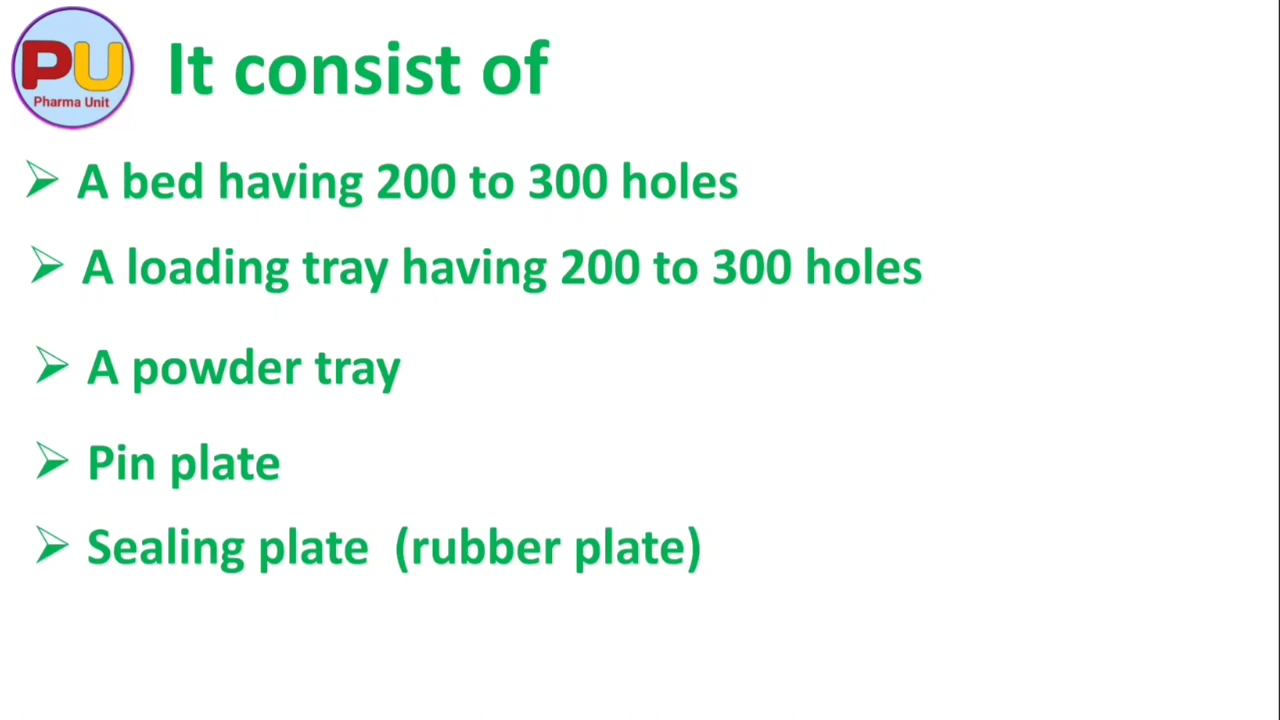 PU
Pharma Unit
It consist of
➢ A bed having 200 to 300 holes
➢ A loading tray having 200 to 300 holes
➢ A powder tray
➢ Pin plate
➢ Sealing plate (rubber plate)